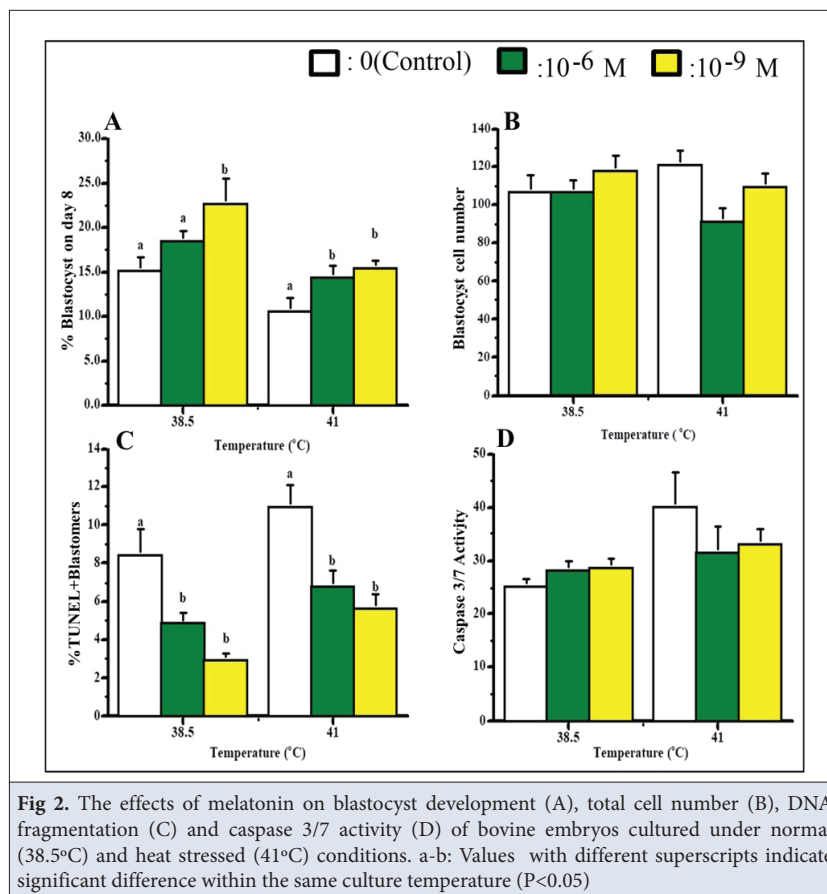 : 0(Control) :10-6 M :10-9 M
A
30.0
25.0
20.0
15.0
10.0
5.0
0.0
% Blastocyst on day 8
a
a
b
a
b
b
38.5 41
Temperature (°C)
B
140
120
100
80
60
40
20
0
Blastocyst cell number
38.5 41
Temperature ( °C)
C
14
12
10
8
6
4
2
0
%TUNEL+Blastomers
a
b
b
a
b
b
38.5 41
Temperature (°C)
D
50
40
30
20
10
0
Caspase 3/7 Activity
38.5 41
Temperature (°C)
Fig 2. The effects of melatonin on blastocyst development (A), total cell number (B), DNA
fragmentation (C) and caspase 3/7 activity (D) of bovine embryos cultured under norma
(38.5ºC) and heat stressed (41ºC) conditions. a-b: Values with different superscripts indicate
significant difference within the same culture temperature (P<0.05)